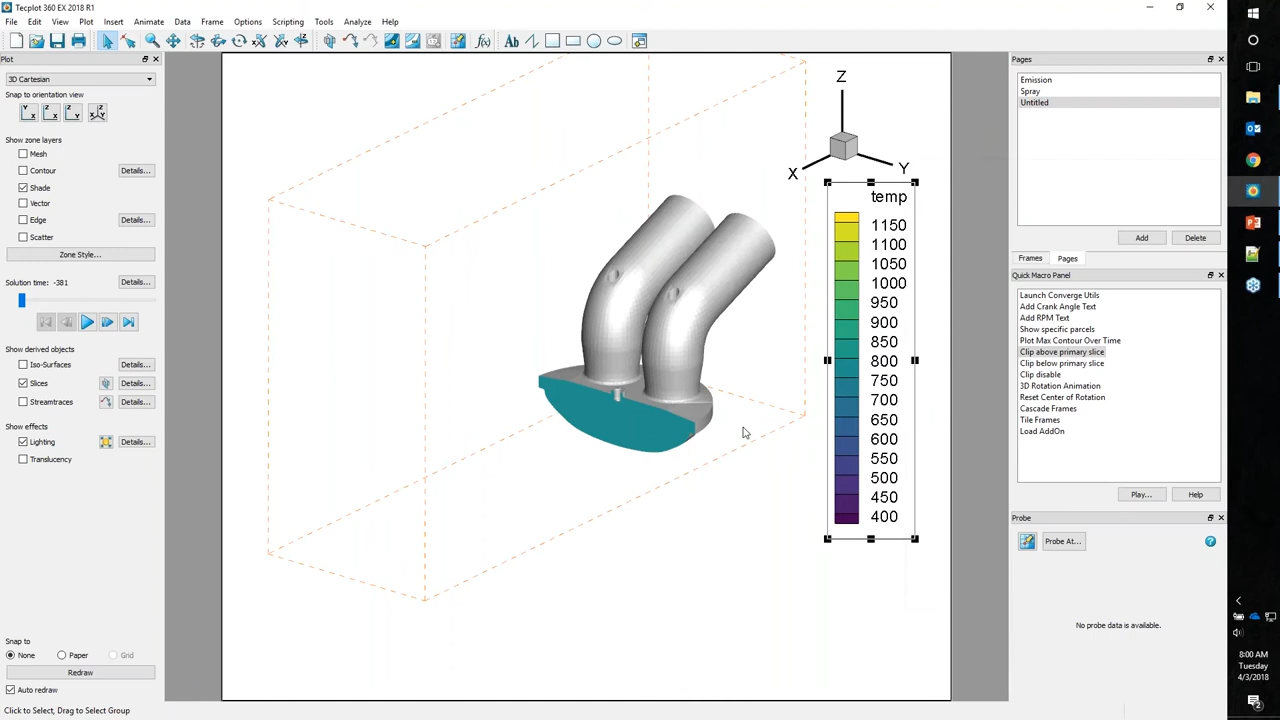 Tecplot 360 EX 2018 R1
File Edit View Plot Insert Animate Data Frame Options Scripting Tools Analyze Help
Plot
3D Cartesian
Snap to orientation view
Show zone layers
Mesh
Contour Details...
Shade
Vector
Edge Details...
Scatter
Zone Style...
Solution time: -381 Details...
Show derived objects
Iso-Surfaces Details...
Slices Details...
Streamtraces Details...
Show effects
Lighting Details...
Translucency
Snap to
None Paper Grid
Redraw
Auto redraw
Click to Select, Drag to Select Group
Z
X
Y
temp
1150
1100
1050
1000
950
900
850
800
750
700
650
600
550
500
450
400
Pages
Emission
Spray
Untitled
Add Delete
Frames Pages
Quick Macro Panel
Launch Converge Utils
Add Crank Angle Text
Add RPM Text
Show specific parcels
Plot Max Contour Over Time
Clip above primary slice
Clip below primary slice
Clip disable
3D Rotation Animation
Reset Center of Rotation
Cascade Frames
Tile Frames
Load AddOn
Play... Help
Probe
Probe At...
No probe data is available.
8:00 AM
Tuesday
4/3/2018